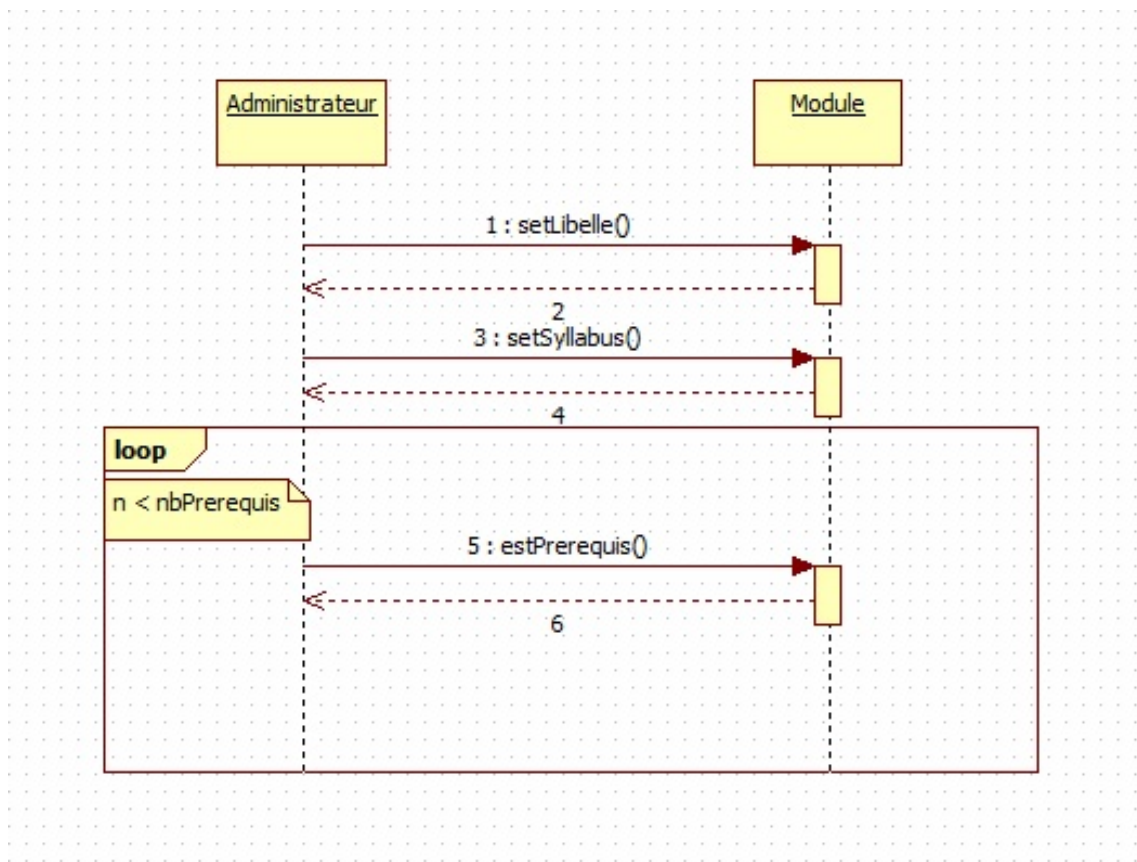 Administrateur
Module
1 : setLibelle()
2
3 : setSyllabus()
4
loop
n < nbPrerequis
5 : estPrerequis()
6